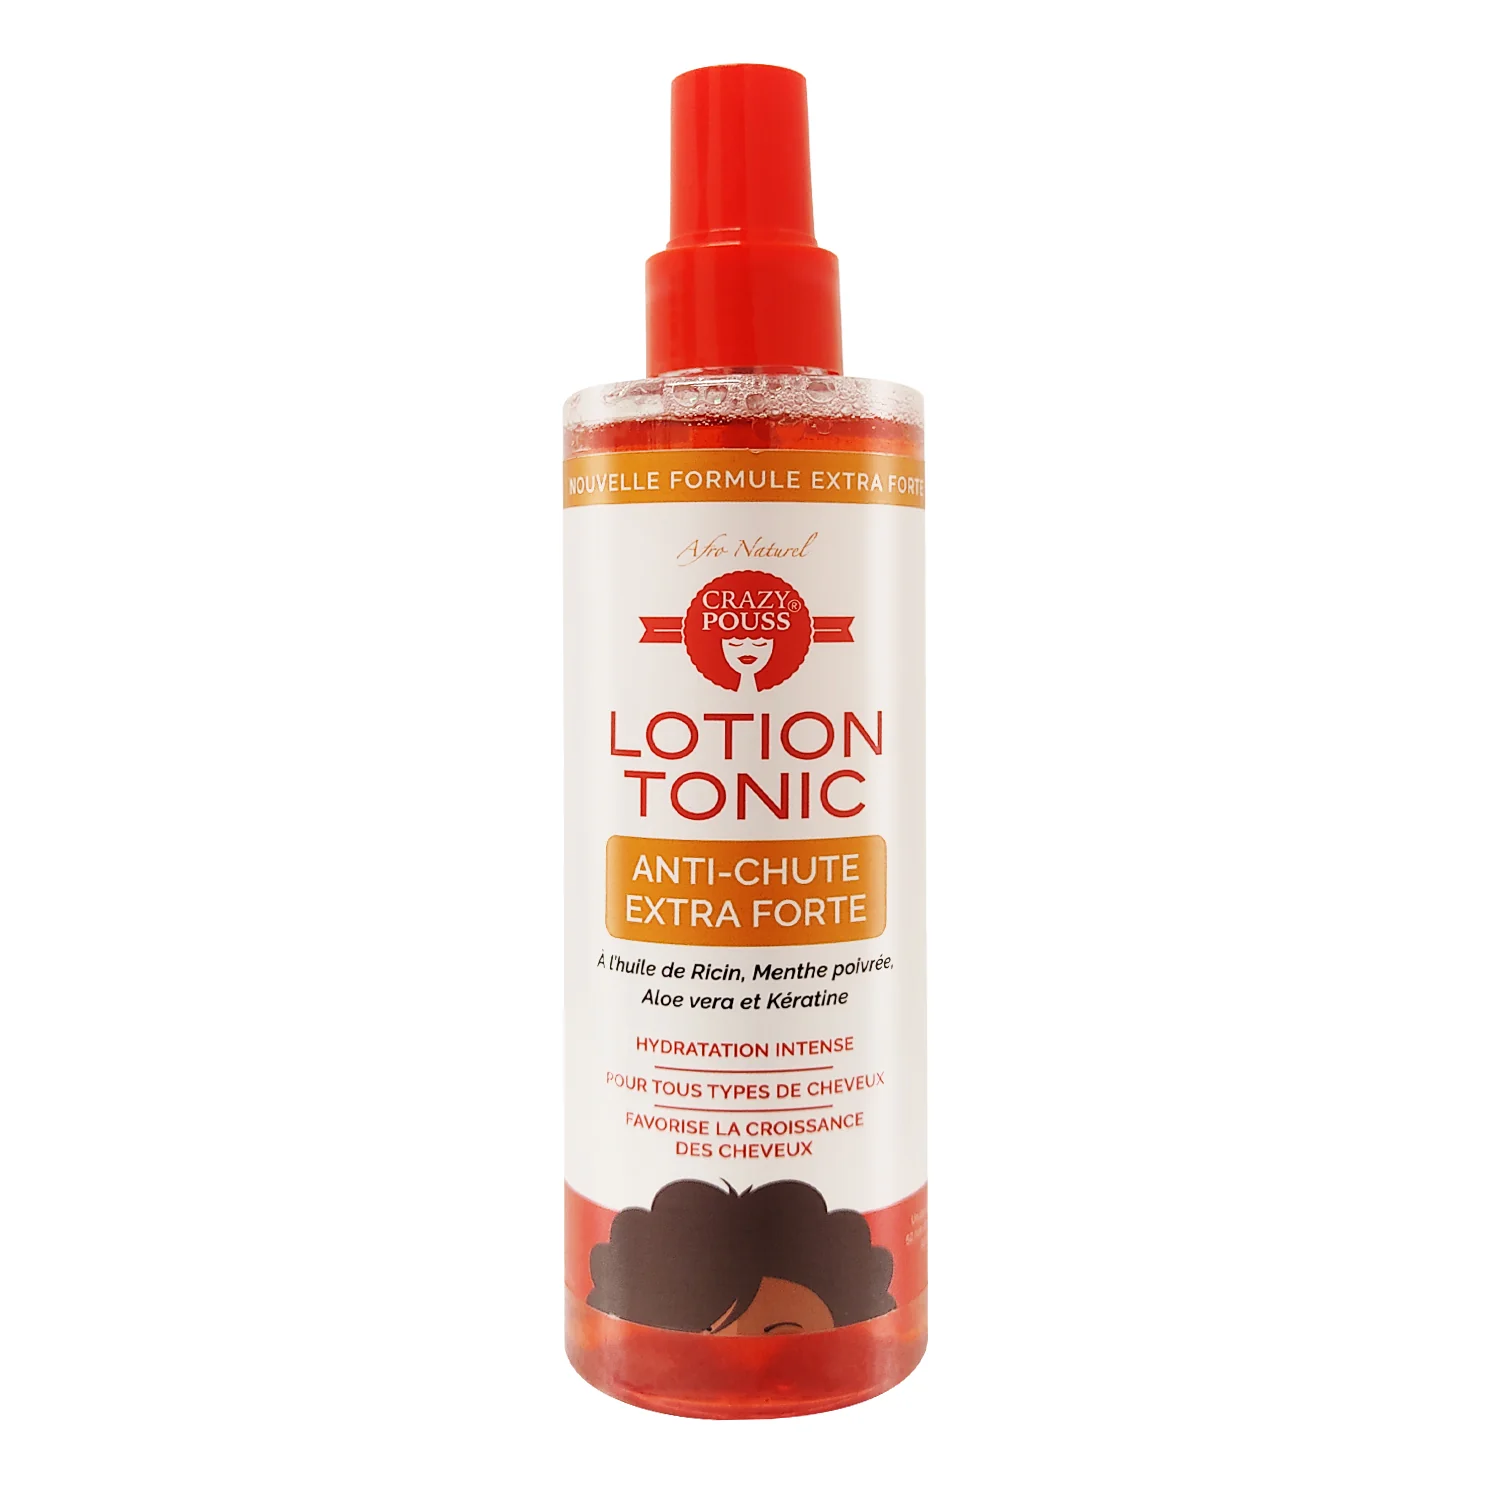 NOUVELLE FORMULE EXTRA FORTE
Afro Naturel
CRAZY
POUSS®
LOTION
TONIC
ANTI-CHUTE
EXTRA FORTE
À l'huile de Ricin, Menthe poivrée,
Aloe vera et Kératine
HYDRATATION INTENSE
POUR TOUS TYPES DE CHEVEUX
FAVORISE LA CROISSANCE
DES CHEVEUX